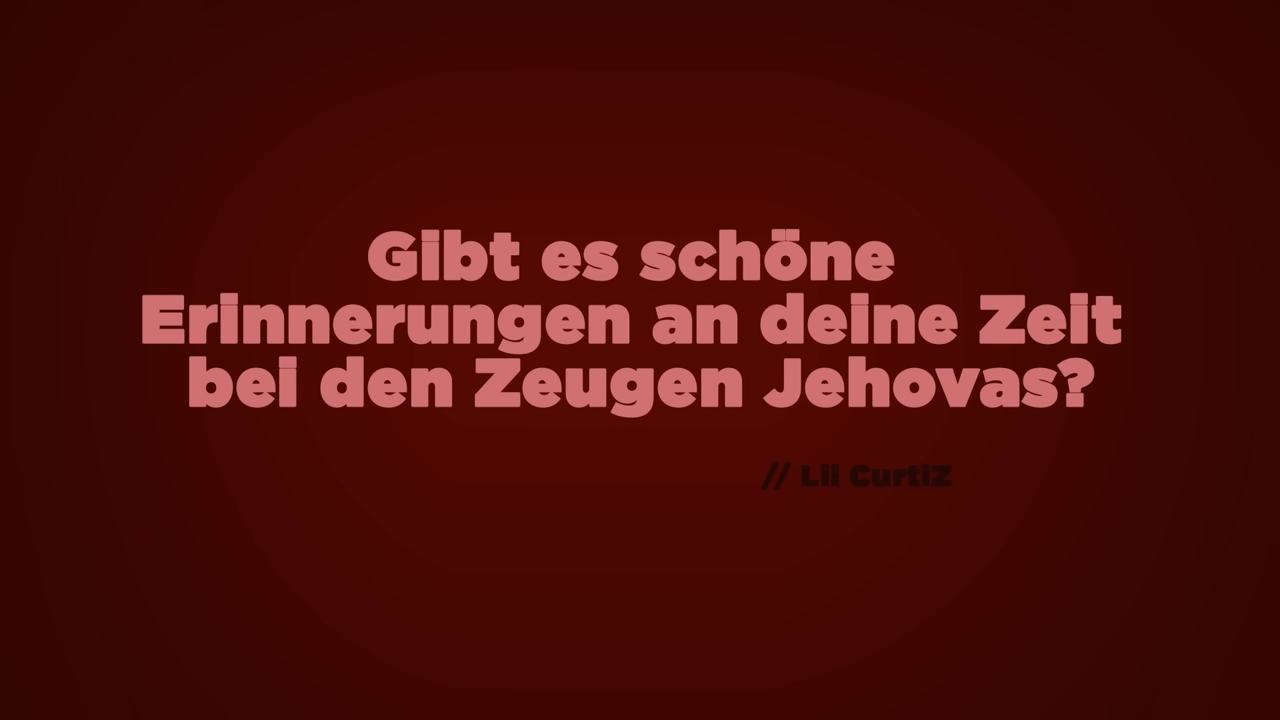 Gibt es schöne
Erinnerungen an deine Zeit
bei den Zeugen Jehovas?
// Lil CurtiZ